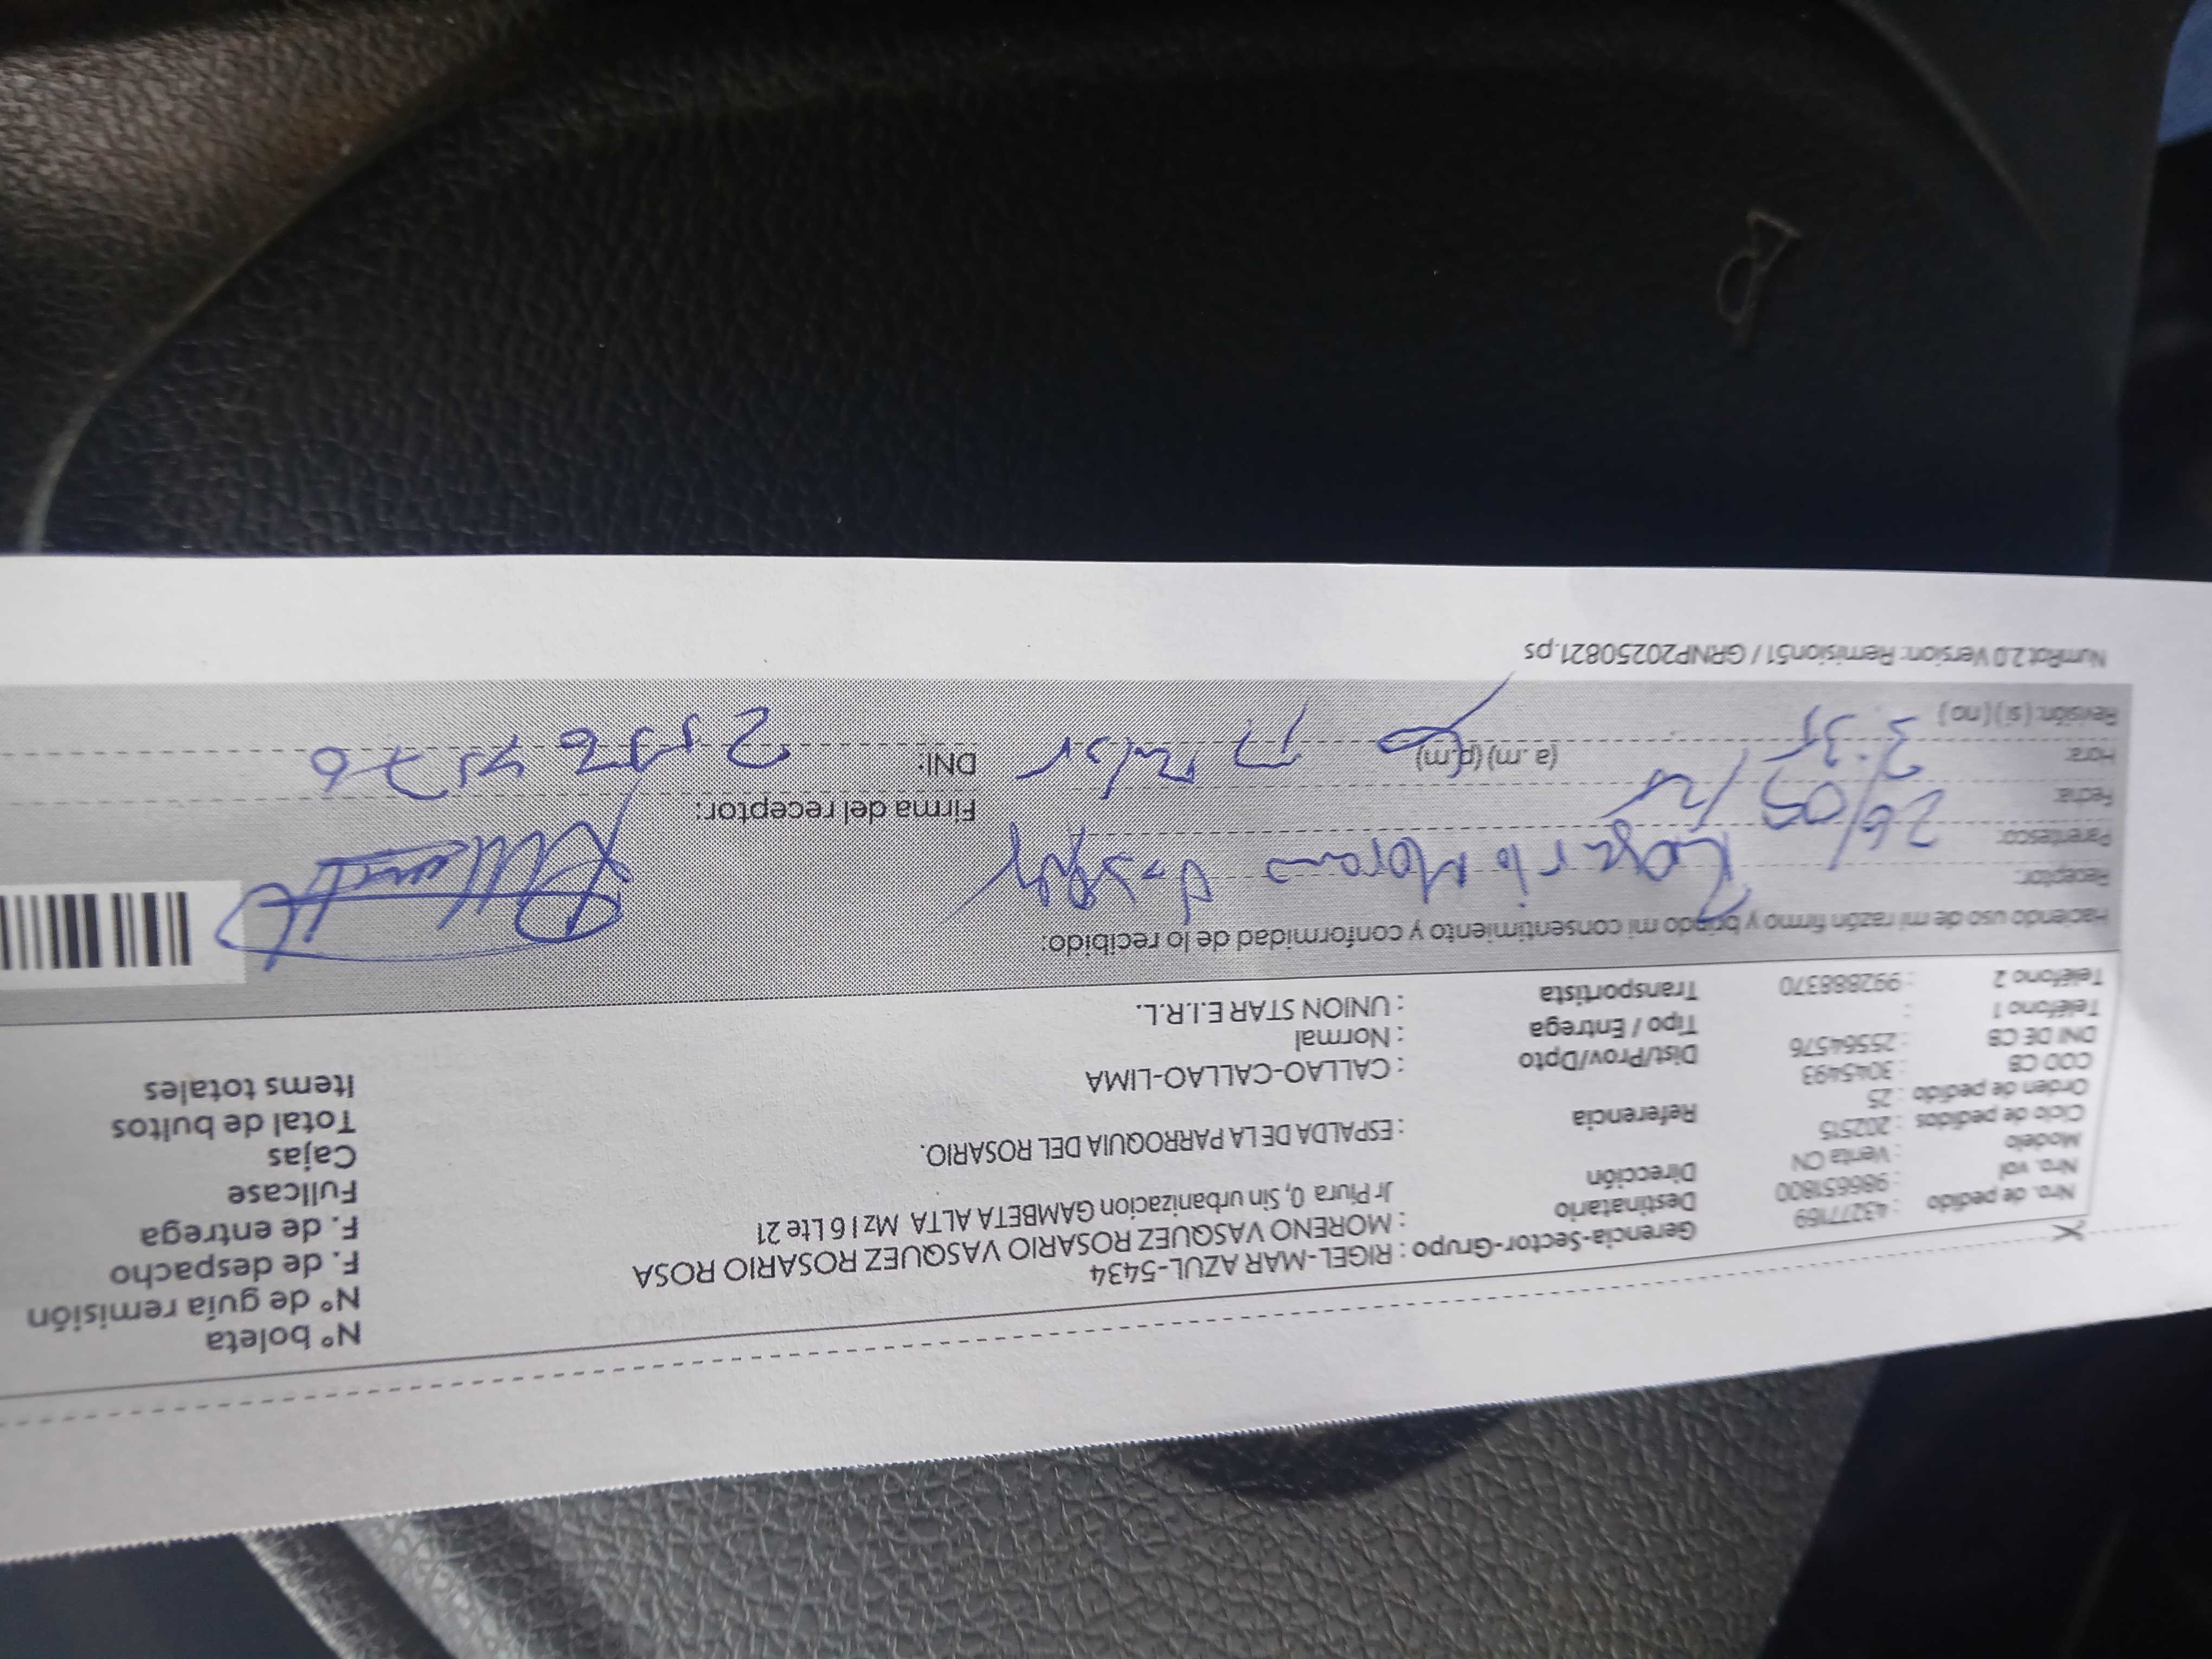 Nro. de pedido : 43277169 Gerencia-Sector-Grupo : RIGEL-MAR AZUL-5434 Nº boleta
Nro. vol : 986651800 Destinatario : MORENO VASQUEZ ROSARIO VASQUEZ ROSARIO ROSA Nº de guía remisión
Modelo : Venta CN Dirección Jr Piura 0, Sin urbanizacion GAMBETA ALTA Mz I 6 Lte 21 F. de despacho
Ciclo de pedidos : 202515 F. de entrega
Orden de pedido : 25 Referencia : ESPALDA DE LA PARROQUIA DEL ROSARIO. Fullcase
COD CB : 3045493 Cajas
DNI DE CB : 25564576 Dist/Prov/Dpto : CALLAO-CALLAO-LIMA Total de bultos
Teléfono 1 : Tipo / Entrega : Normal Items totales
Teléfono 2 : 992888370 Transportista : UNION STAR E.I.R.L.
Haciendo uso de mi razón firmo y brindo mi consentimiento y conformidad de lo recibido:
Receptor: Rosario Moreno
Parentesco:
Fecha: 26/09/25 Firma del receptor:
Hora: 3:35 (a .m) (p.m) DNI: 25564576
Revisión: ( si ) ( no )
NumRot 2.0 Version: Remision51 / GRNP20250821.ps